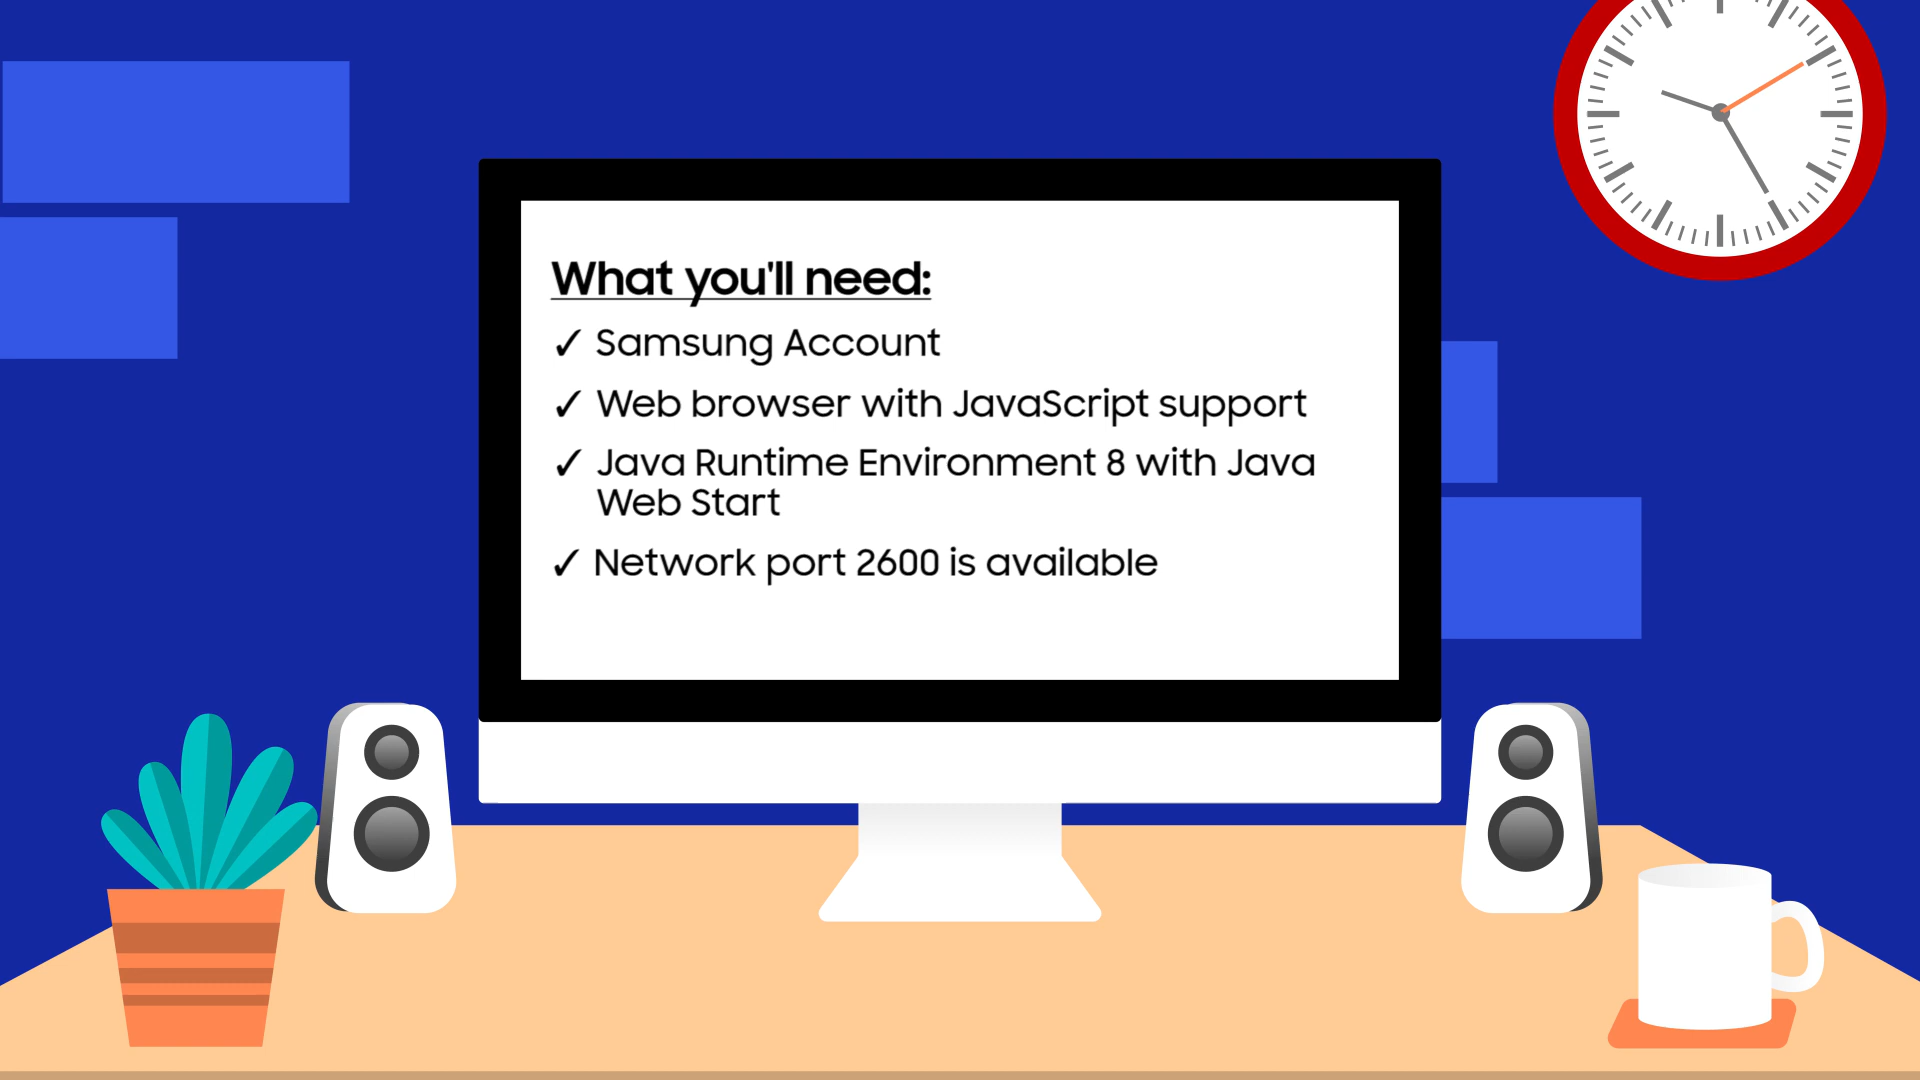 What you'll need:
✓ Samsung Account
✓ Web browser with JavaScript support
✓ Java Runtime Environment 8 with Java
Web Start
✓ Network port 2600 is available